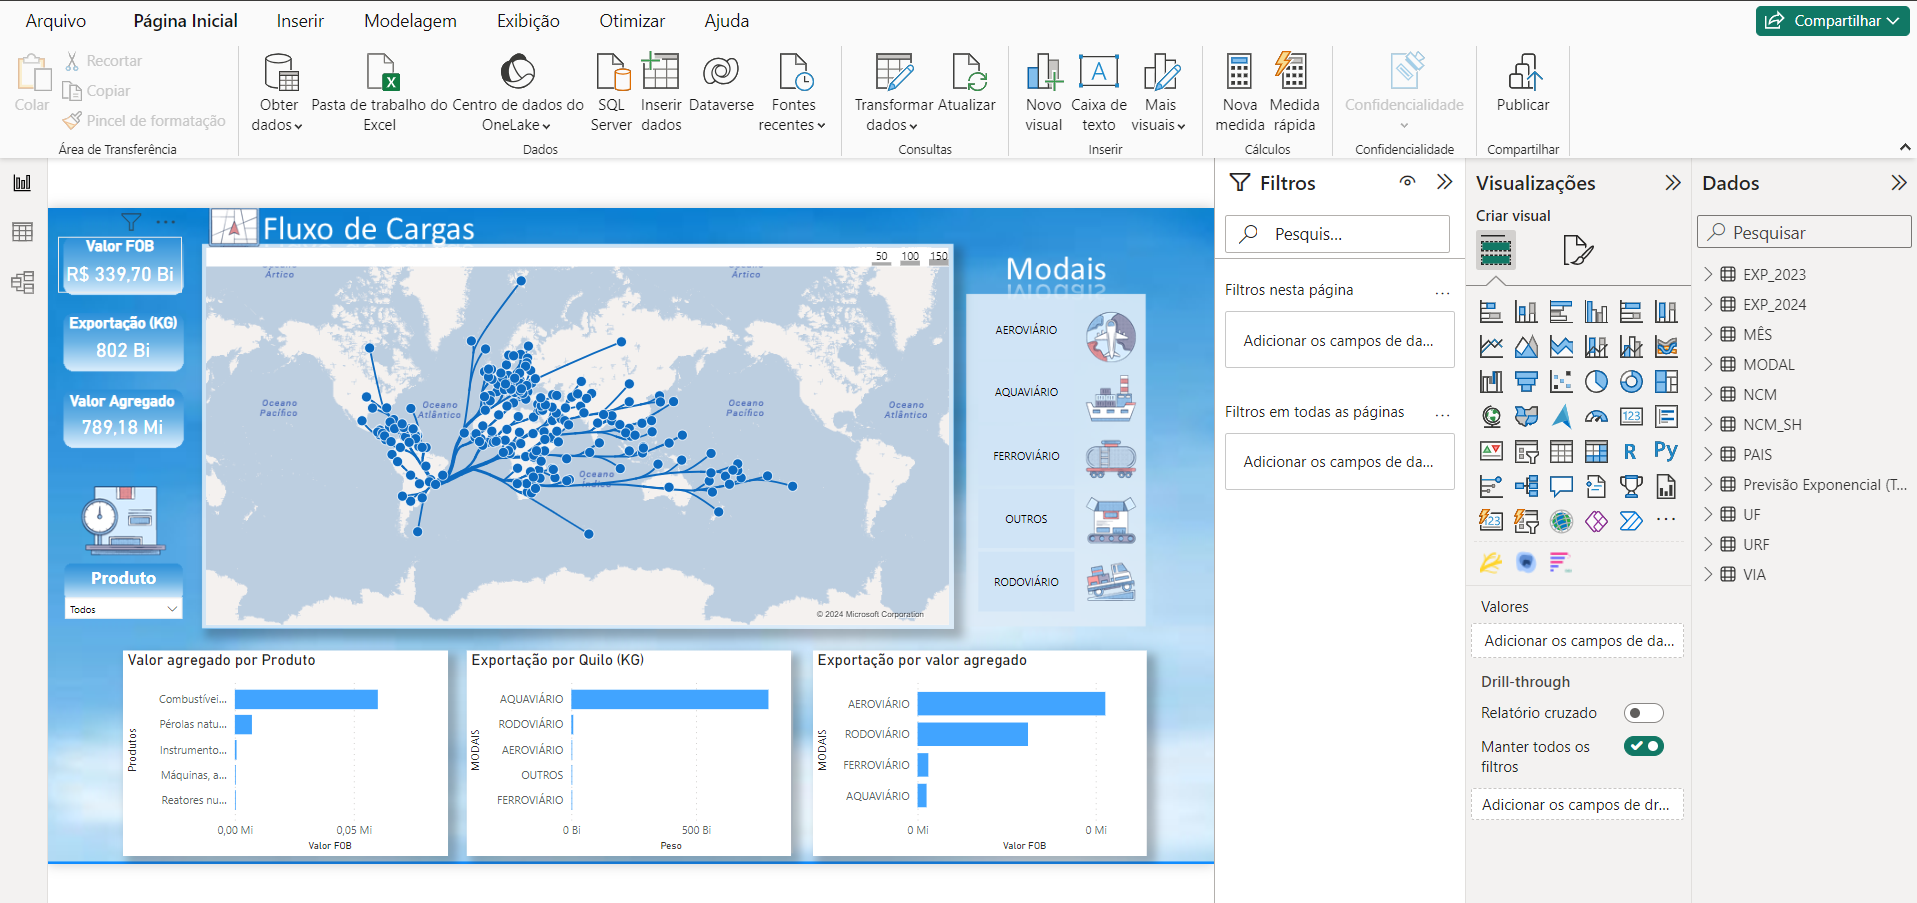 Arquivo
Página Inicial
Inserir
Modelagem
Exibição
Otimizar
Ajuda
Compartilhar
Colar
Recortar
Copiar
Pincel de formatação
Área de Transferência
Obter
dados
Pasta de trabalho do
Excel
Centro de dados do
OneLake
SQL
Server
Inserir
dados
Dataverse
Fontes
recentes
Dados
Transformar
dados
Atualizar
Consultas
Novo
visual
Caixa de
texto
Mais
visuais
Inserir
Nova
medida
Medida
rápida
Cálculos
Confidencialidade
Confidencialidade
Publicar
Compartilhar
Valor FOB
R$ 339,70 Bi
Exportação (KG)
802 Bi
Valor Agregado
789,18 Mi
Produto
Todos
Fluxo de Cargas
50 100 150
Oceano
Ártico
Oceano
Ártico
Oceano
Pacífico
Oceano
Atlântico
Oceano
Pacífico
Oceano
Atlântico
Oceano
Índico
© 2024 Microsoft Corporation
Modais
AEROVIÁRIO
AQUAVIÁRIO
FERROVIÁRIO
OUTROS
RODOVIÁRIO
Valor agregado por Produto
Produtos
Combustívei...
Pérolas natu...
Instrumento...
Máquinas, a...
Reatores nu...
0,00 Mi
0,05 Mi
Valor FOB
Exportação por Quilo (KG)
MODAIS
AQUAVIÁRIO
RODOVIÁRIO
AEROVIÁRIO
OUTROS
FERROVIÁRIO
0 Bi
500 Bi
Peso
Exportação por valor agregado
MODAIS
AEROVIÁRIO
RODOVIÁRIO
FERROVIÁRIO
AQUAVIÁRIO
0 Mi
0 Mi
Valor FOB
Filtros
Pesquis...
Filtros nesta página
...
Adicionar os campos de da...
Filtros em todas as páginas
...
Adicionar os campos de da...
Visualizações
Criar visual
123
R
Py
123
...
Valores
Adicionar os campos de da...
Drill-through
Relatório cruzado
Manter todos os
filtros
Adicionar os campos de dr...
Dados
Pesquisar
EXP_2023
EXP_2024
MÊS
MODAL
NCM
NCM_SH
PAIS
Previsão Exponencial (T...
UF
URF
VIA